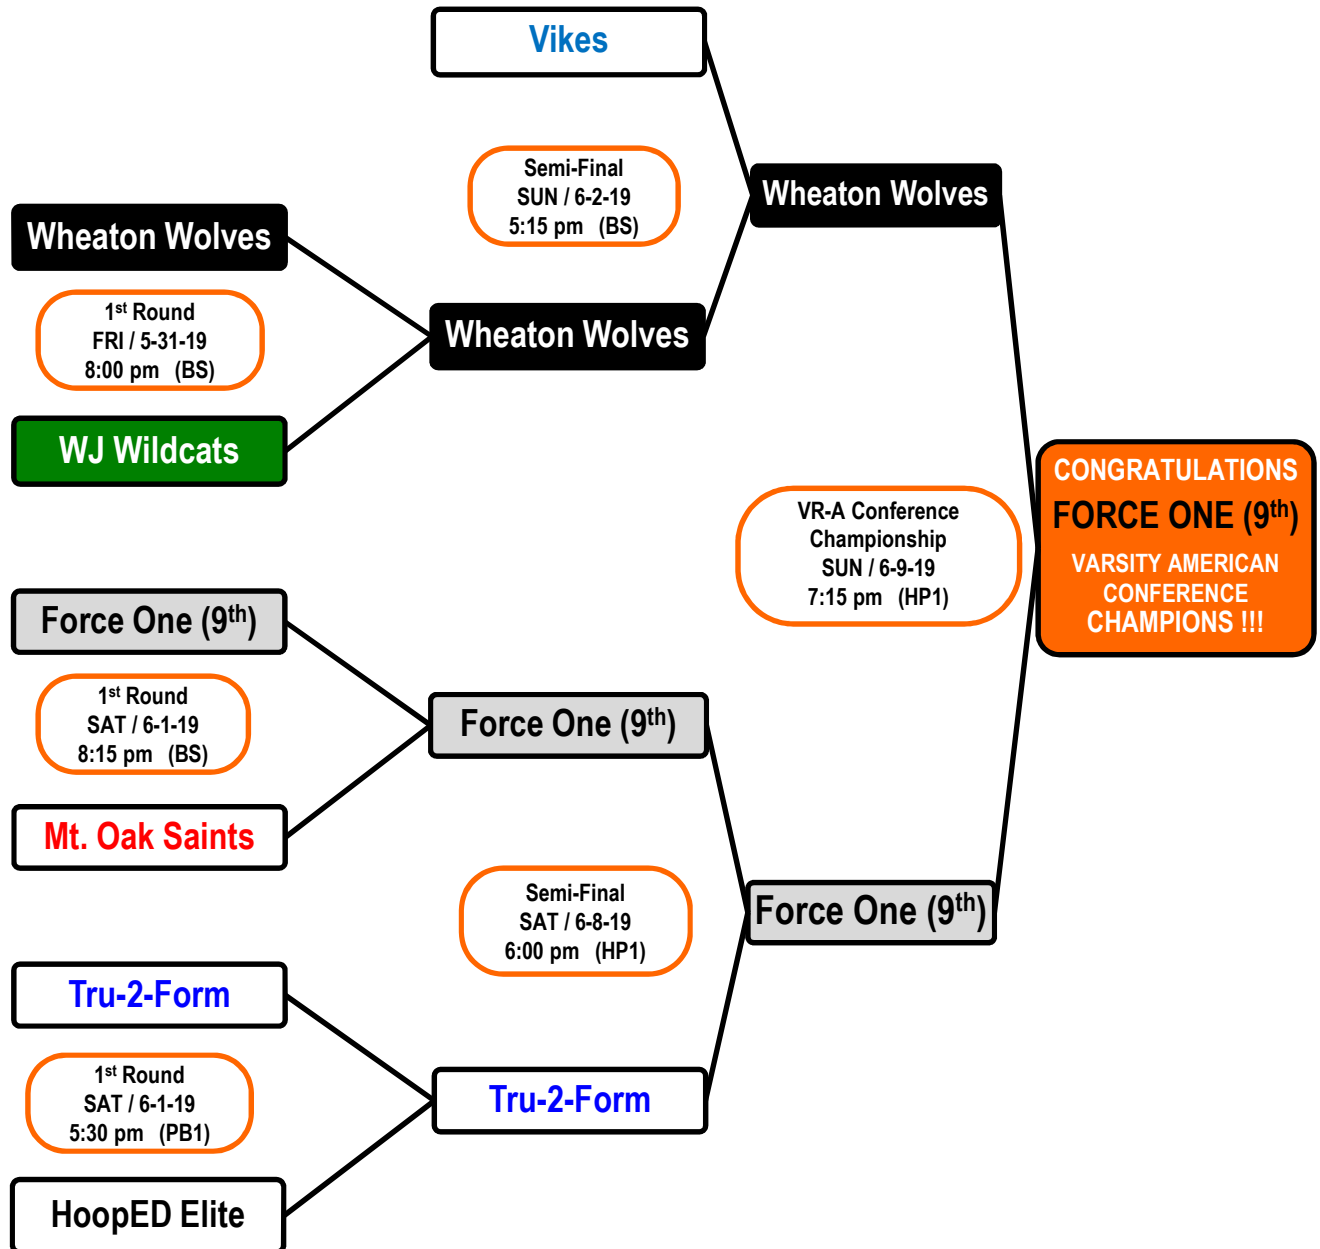 Vikes
Semi-Final
SUN / 6-2-19
5:15 pm (BS)
Wheaton Wolves
Wheaton Wolves
1st Round
FRI / 5-31-19
8:00 pm (BS)
Wheaton Wolves
WJ Wildcats
CONGRATULATIONS
FORCE ONE (9th)
VARSITY AMERICAN
CONFERENCE
CHAMPIONS !!!
VR-A Conference
Championship
SUN / 6-9-19
7:15 pm (HP1)
Force One (9th)
1st Round
SAT / 6-1-19
8:15 pm (BS)
Force One (9th)
Mt. Oak Saints
Semi-Final
SAT / 6-8-19
6:00 pm (HP1)
Force One (9th)
Tru-2-Form
1st Round
SAT / 6-1-19
5:30 pm (PB1)
Tru-2-Form
HoopED Elite